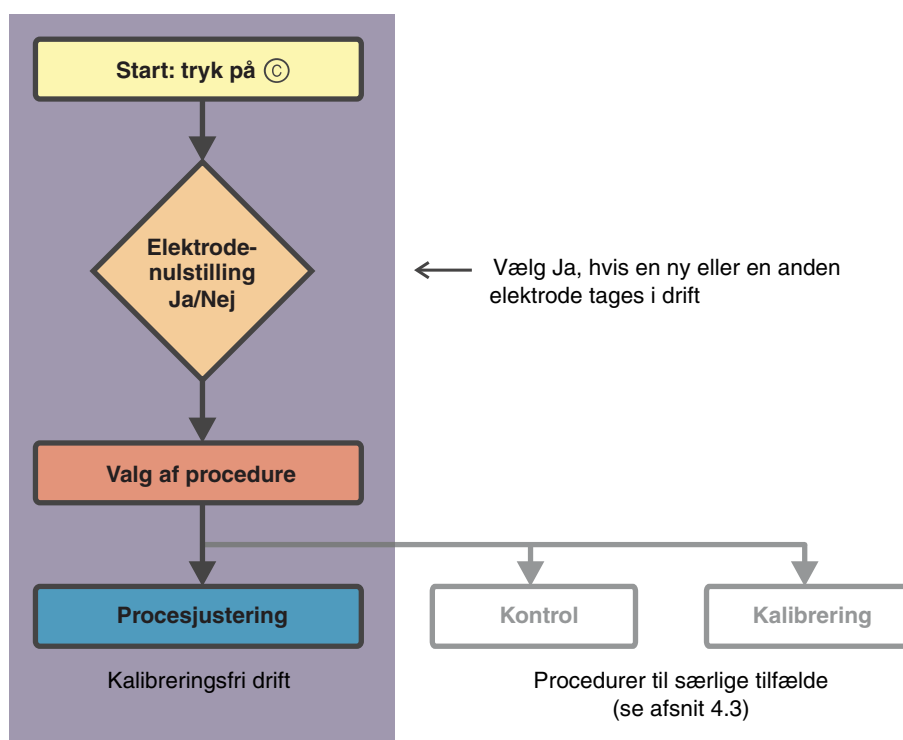 Start: tryk på Ⓒ
Elektrode-
nulstilling
Ja/Nej
Vælg Ja, hvis en ny eller en anden
elektrode tages i drift
Valg af procedure
Procesjustering
Kontrol
Kalibrering
Kalibreringsfri drift
Procedurer til særlige tilfælde
(se afsnit 4.3)